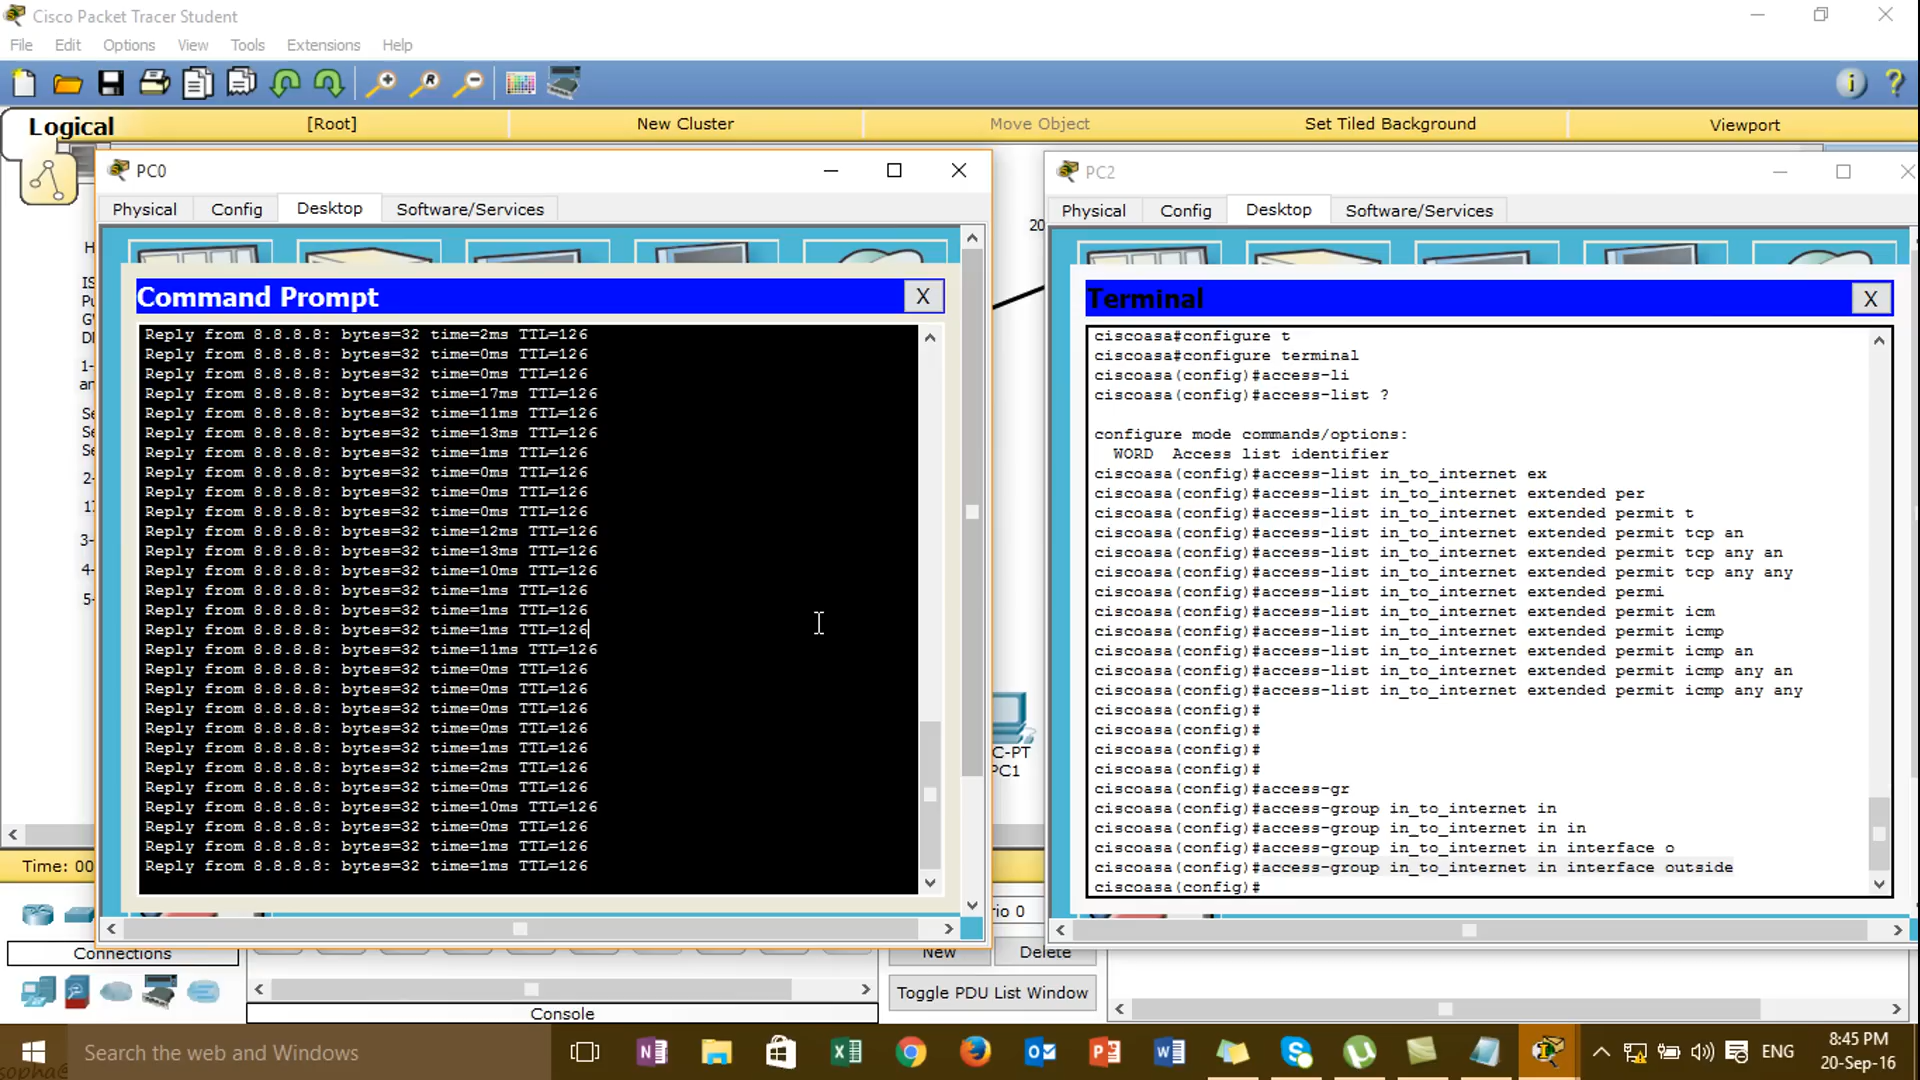 Cisco Packet Tracer Student
File Edit Options View Tools Extensions Help
R
i ?
Logical [Root] New Cluster Move Object Set Tiled Background Viewport
PC0
Physical Config Desktop Software/Services
Command Prompt X
Reply from 8.8.8.8: bytes=32 time=2ms TTL=126
Reply from 8.8.8.8: bytes=32 time=0ms TTL=126
Reply from 8.8.8.8: bytes=32 time=0ms TTL=126
Reply from 8.8.8.8: bytes=32 time=17ms TTL=126
Reply from 8.8.8.8: bytes=32 time=11ms TTL=126
Reply from 8.8.8.8: bytes=32 time=13ms TTL=126
Reply from 8.8.8.8: bytes=32 time=1ms TTL=126
Reply from 8.8.8.8: bytes=32 time=0ms TTL=126
Reply from 8.8.8.8: bytes=32 time=0ms TTL=126
Reply from 8.8.8.8: bytes=32 time=0ms TTL=126
Reply from 8.8.8.8: bytes=32 time=12ms TTL=126
Reply from 8.8.8.8: bytes=32 time=13ms TTL=126
Reply from 8.8.8.8: bytes=32 time=10ms TTL=126
Reply from 8.8.8.8: bytes=32 time=1ms TTL=126
Reply from 8.8.8.8: bytes=32 time=1ms TTL=126
Reply from 8.8.8.8: bytes=32 time=1ms TTL=126
Reply from 8.8.8.8: bytes=32 time=11ms TTL=126
Reply from 8.8.8.8: bytes=32 time=0ms TTL=126
Reply from 8.8.8.8: bytes=32 time=0ms TTL=126
Reply from 8.8.8.8: bytes=32 time=0ms TTL=126
Reply from 8.8.8.8: bytes=32 time=0ms TTL=126
Reply from 8.8.8.8: bytes=32 time=1ms TTL=126
Reply from 8.8.8.8: bytes=32 time=2ms TTL=126
Reply from 8.8.8.8: bytes=32 time=0ms TTL=126
Reply from 8.8.8.8: bytes=32 time=10ms TTL=126
Reply from 8.8.8.8: bytes=32 time=0ms TTL=126
Reply from 8.8.8.8: bytes=32 time=1ms TTL=126
Reply from 8.8.8.8: bytes=32 time=1ms TTL=126
PC2
Physical Config Desktop Software/Services
Terminal X
ciscoasa#configure t
ciscoasa#configure terminal
ciscoasa(config)#access-li
ciscoasa(config)#access-list ?
configure mode commands/options:
WORD Access list identifier
ciscoasa(config)#access-list in_to_internet ex
ciscoasa(config)#access-list in_to_internet extended per
ciscoasa(config)#access-list in_to_internet extended permit t
ciscoasa(config)#access-list in_to_internet extended permit tcp an
ciscoasa(config)#access-list in_to_internet extended permit tcp any an
ciscoasa(config)#access-list in_to_internet extended permit tcp any any
ciscoasa(config)#access-list in_to_internet extended permi
ciscoasa(config)#access-list in_to_internet extended permit icm
ciscoasa(config)#access-list in_to_internet extended permit icmp
ciscoasa(config)#access-list in_to_internet extended permit icmp an
ciscoasa(config)#access-list in_to_internet extended permit icmp any an
ciscoasa(config)#access-list in_to_internet extended permit icmp any any
ciscoasa(config)#
ciscoasa(config)#
ciscoasa(config)#
ciscoasa(config)#
ciscoasa(config)#access-gr
ciscoasa(config)#access-group in_to_internet in
ciscoasa(config)#access-group in_to_internet in in
ciscoasa(config)#access-group in_to_internet in interface o
ciscoasa(config)#access-group in_to_internet in interface outside
ciscoasa(config)#
20
H
IS
Pu
G
D
1-
an
Se
Se
Se
2-
1
3-
4-
5-
C-PT
PC1
Time: 00
rio 0
Connections
New Delete
Toggle PDU List Window
Console
Search the web and Windows
ENG
8:45 PM
20-Sep-16
sopha@